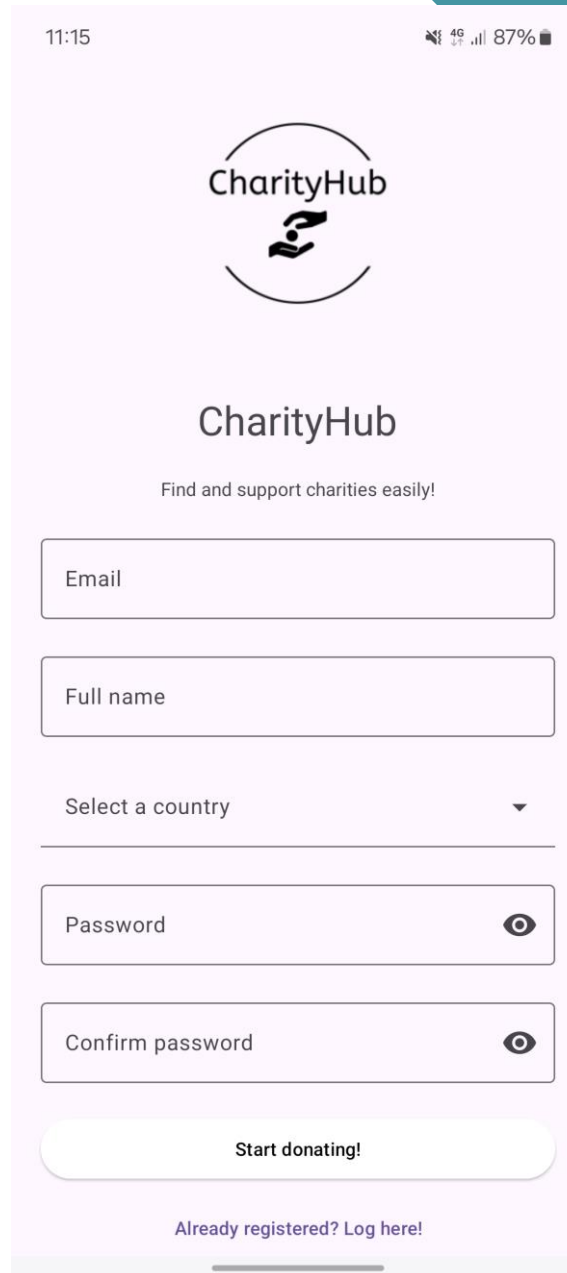 11:15
4G
87%
CharityHub
CharityHub
Find and support charities easily!
Email
Full name
Select a country
Password
Confirm password
Start donating!
Already registered? Log here!